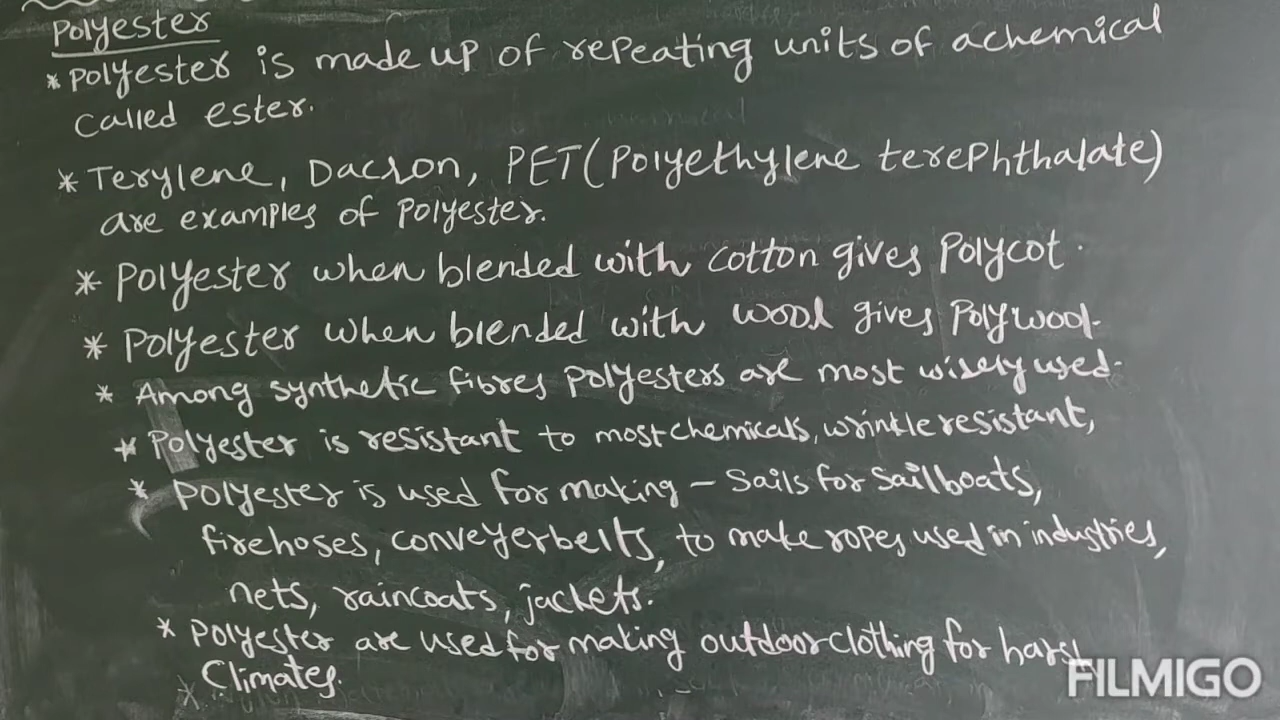 Polyester
* Polyester is made up of repeating units of a chemical
called ester.
* Terylene, Dacron, PET(Polyethylene terephthalate)
are examples of polyester.
* Polyester when blended with cotton gives Polycot.
* Polyester when blended with wool gives Polywool.
* Among synthetic fibres polyesters are most wisely used.
* Polyester is resistant to most chemicals, wrinkle resistant,
* Polyester is used for making - Sails for sailboats,
firehoses, conveyerbelts, to make ropes used in industries,
nets, raincoats, jackets.
* Polyester are used for making outdoor clothing for harsh
Climates.
*
FILMIGO